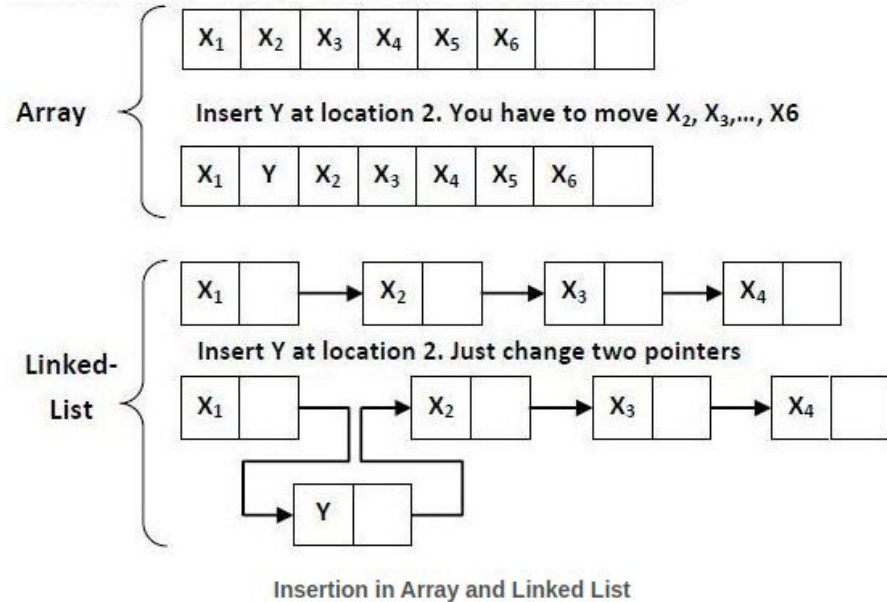 X₁ X₂ X₃ X₄ X₅ X₆
Array
Insert Y at location 2. You have to move X₂, X₃,..., X6
X₁ Y X₂ X₃ X₄ X₅ X₆
X₁ X₂ X₃ X₄
Insert Y at location 2. Just change two pointers
Linked-
List
X₁ X₂ X₃ X₄
Y
Insertion in Array and Linked List